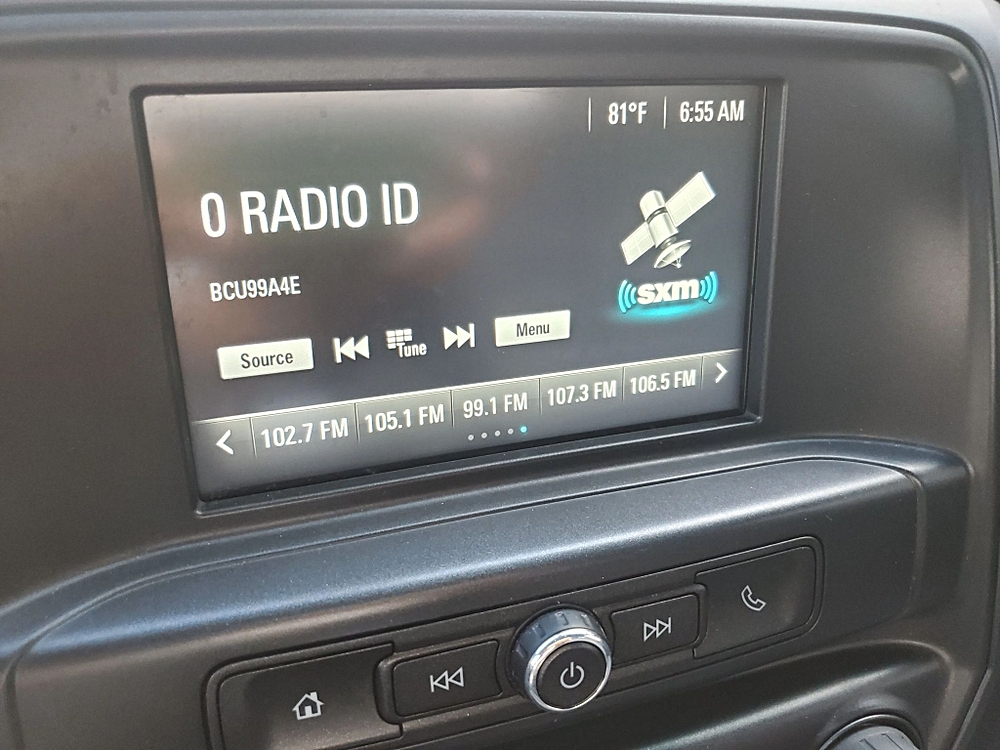 81°F 6:55 AM
0 RADIO ID
BCU99A4E
sxm
Source Tune Menu
102.7 FM 105.1 FM 99.1 FM 107.3 FM 106.5 FM